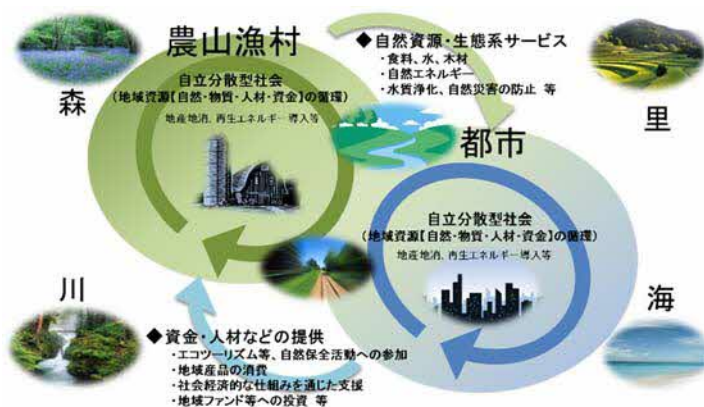 農山漁村
◆自然資源・生態系サービス
・食料、水、木材
・自然エネルギー
・水質浄化、自然災害の防止 等
森
自立分散型社会
(地域資源【自然・物質・人材・資金】の循環)
地産地消、再生エネルギー導入等
里
都市
自立分散型社会
(地域資源【自然・物質・人材・資金】の循環)
地産地消、再生エネルギー導入等
川
海
◆資金・人材などの提供
・エコツーリズム等、自然保全活動への参加
・地域産品の消費
・社会経済的な仕組みを通じた支援
・地域ファンド等への投資 等